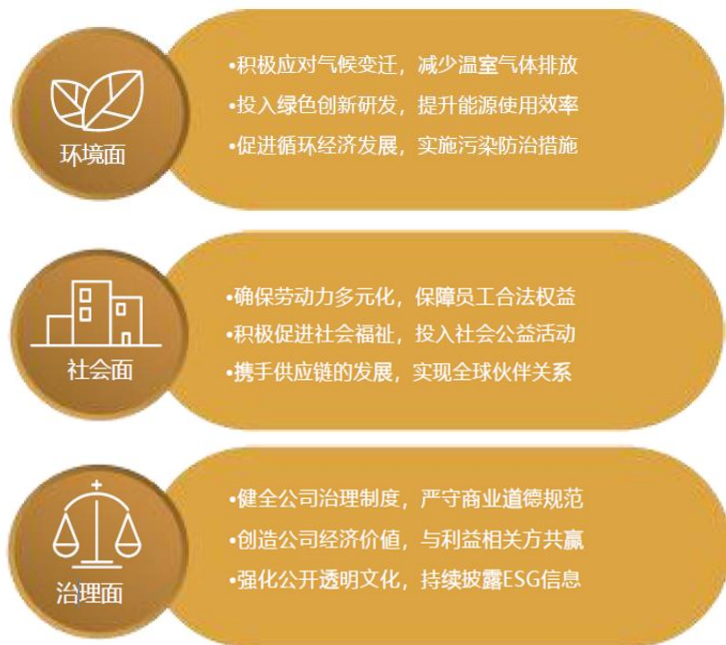 环境面
•积极应对气候变迁，减少温室气体排放
•投入绿色创新研发，提升能源使用效率
•促进循环经济发展，实施污染防治措施
社会面
•确保劳动力多元化，保障员工合法权益
•积极促进社会福祉，投入社会公益活动
•携手供应链的发展，实现全球伙伴关系
治理面
•健全公司治理制度，严守商业道德规范
•创造公司经济价值，与利益相关方共赢
•强化公开透明文化，持续披露ESG信息